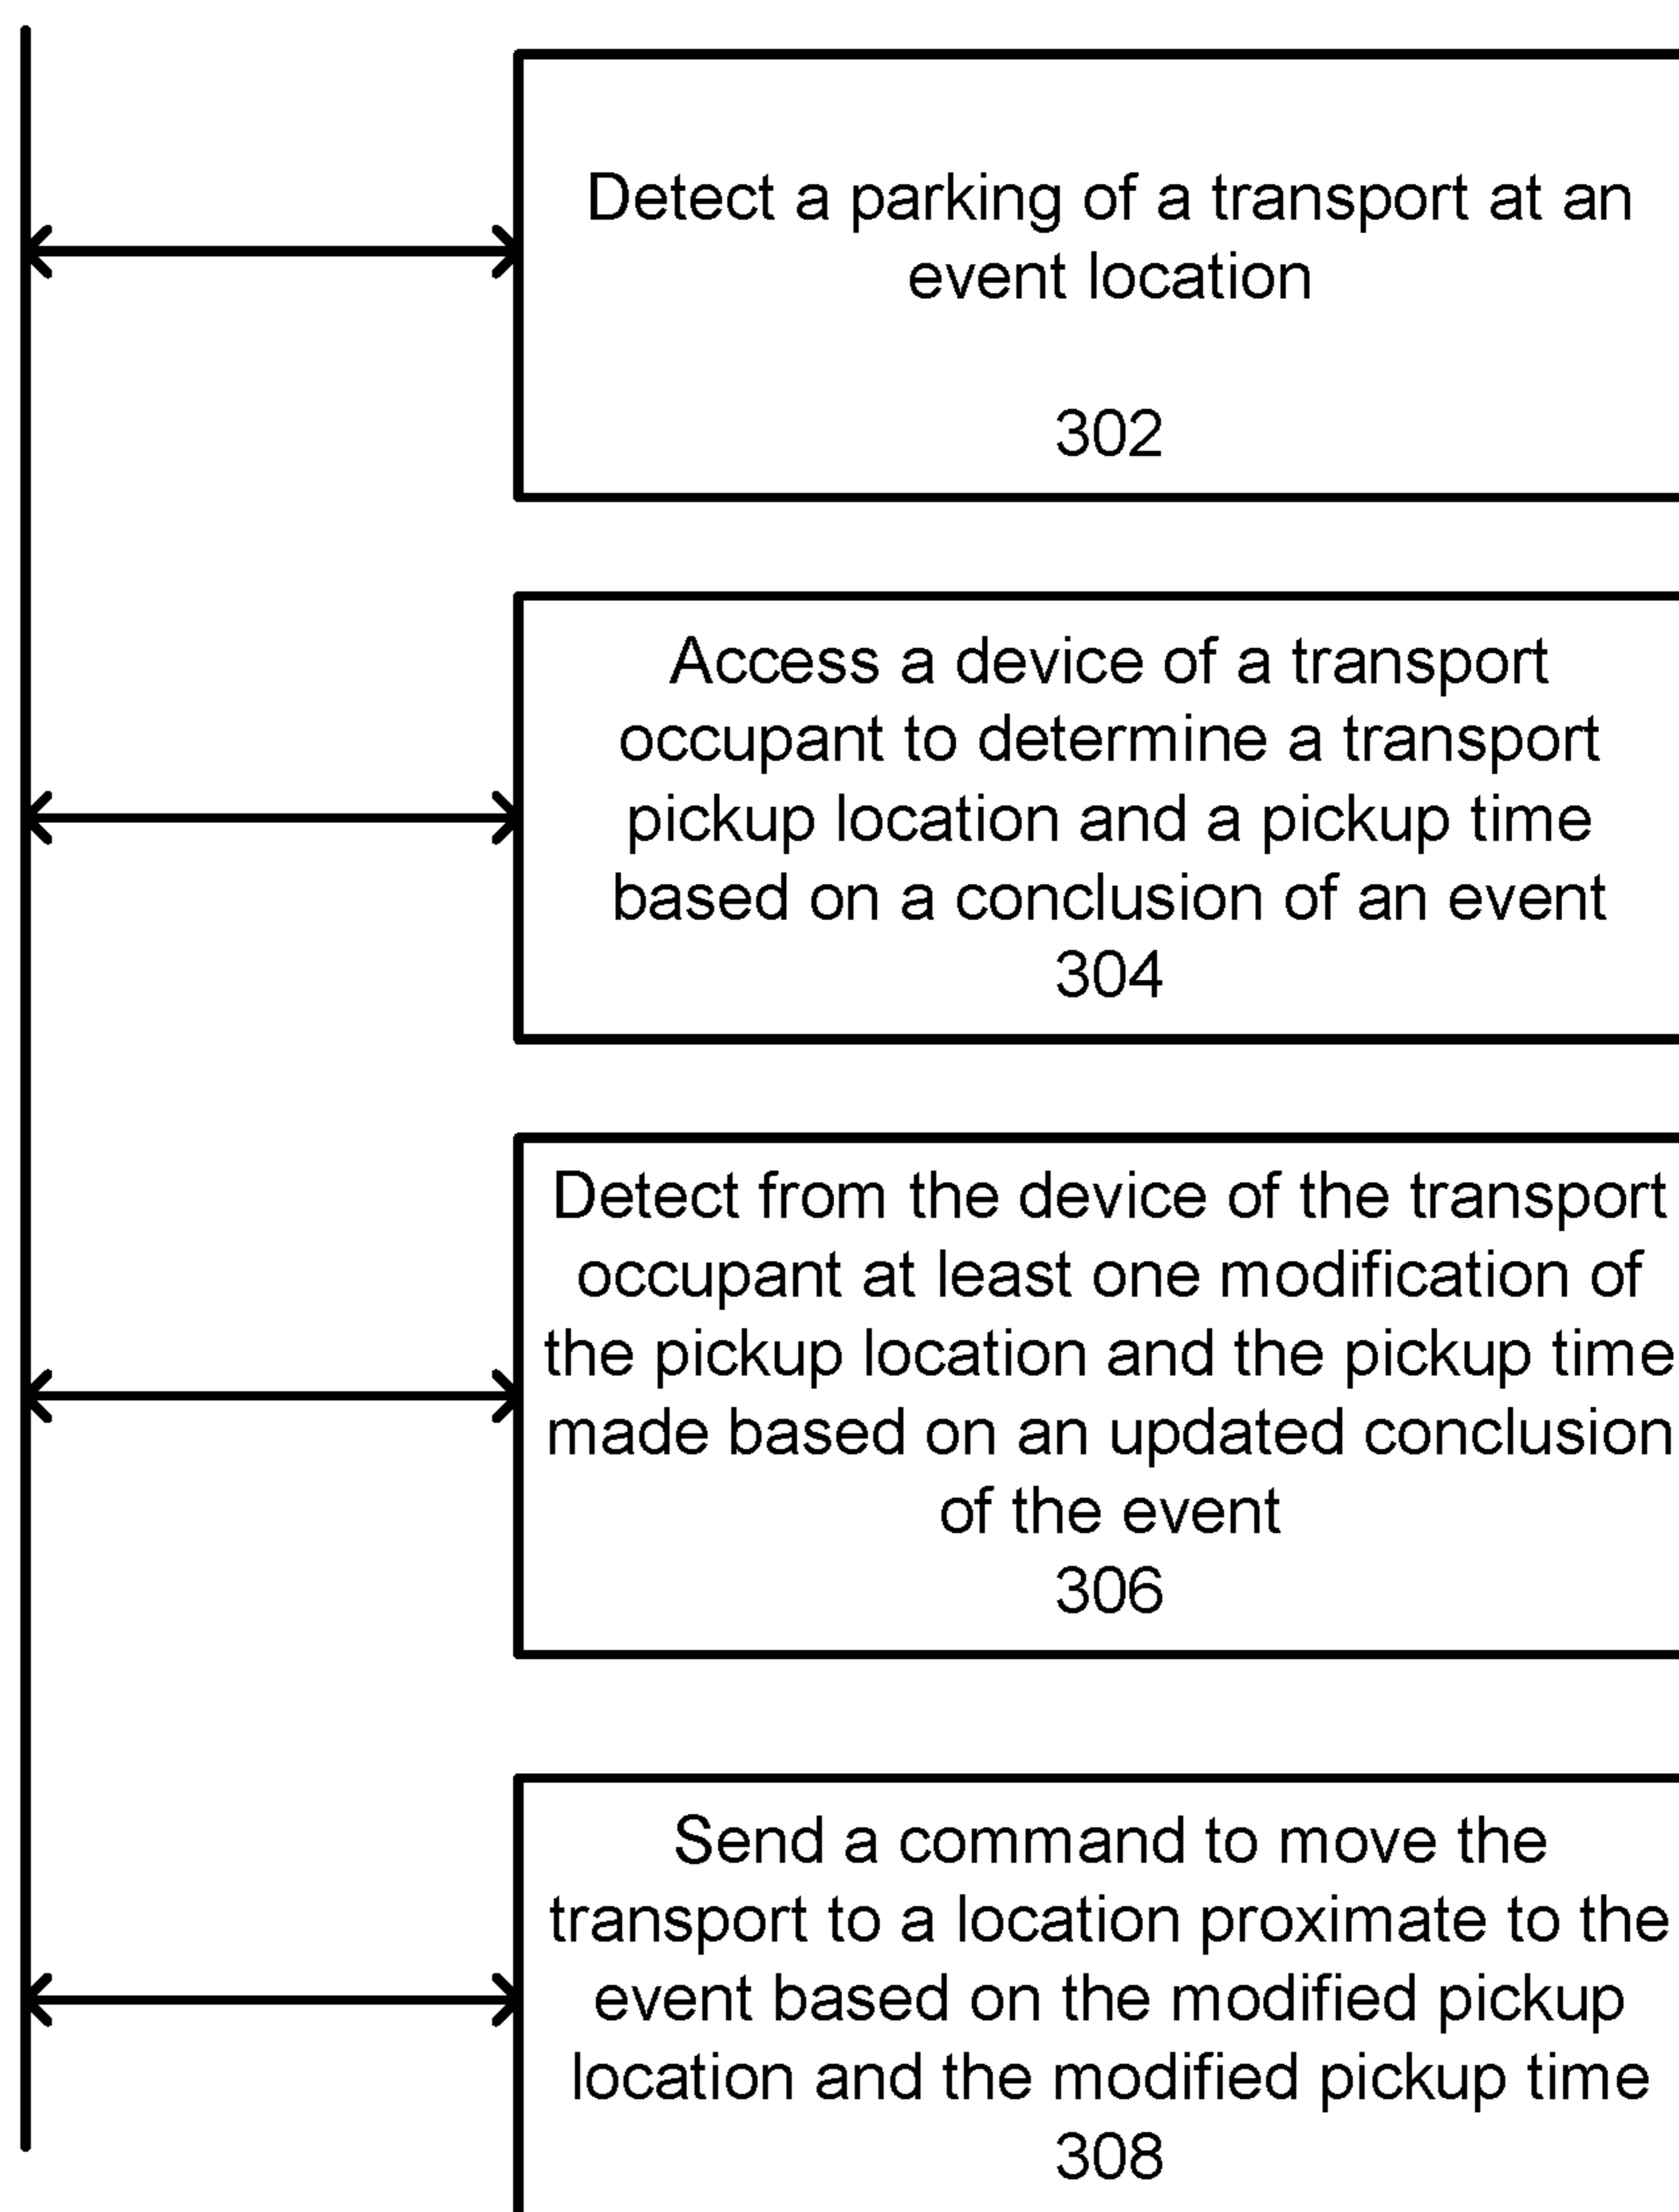 Detect a parking of a transport at an
event location
302
Access a device of a transport
occupant to determine a transport
pickup location and a pickup time
based on a conclusion of an event
304
Detect from the device of the transport
occupant at least one modification of
the pickup location and the pickup time
made based on an updated conclusion
of the event
306
Send a command to move the
transport to a location proximate to the
event based on the modified pickup
location and the modified pickup time
308